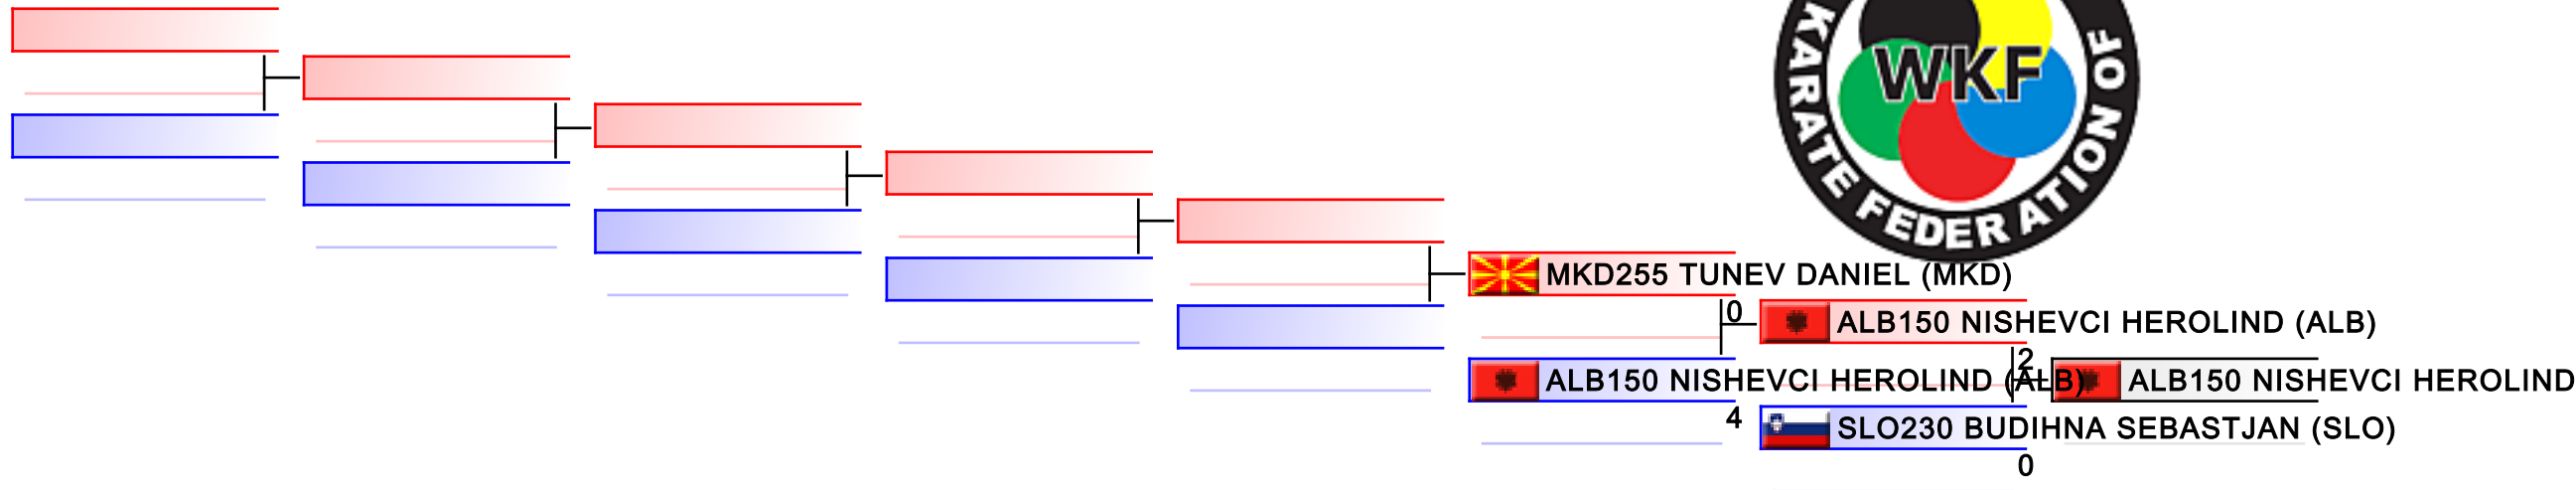 WKF
KARATE FEDERATION OF
MKD255 TUNEV DANIEL (MKD)
0
ALB150 NISHEVCI HEROLIND (ALB)
2
ALB150 NISHEVCI HEROLIND (ALB)
ALB150 NISHEVCI HEROLIND
4
SLO230 BUDIHNA SEBASTJAN (SLO)
0